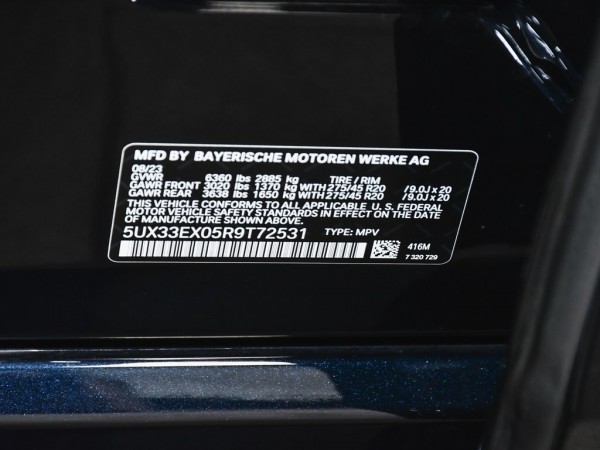 MFD BY BAYERISCHE MOTOREN WERKE AG
08/23
GVWR 6360 lbs 2885 kg TIRE / RIM
GAWR FRONT 3020 lbs 1370 kg WITH 275/45 R20 /9.0J x 20
GAWR REAR 3638 lbs 1650 kg WITH 275/45 R20 /9.0J x 20
THIS VEHICLE CONFORMS TO ALL APPLICABLE U.S. FEDERAL
MOTOR VEHICLE SAFETY STANDARDS IN EFFECT ON THE DATE OF
MANUFACTURE SHOWN ABOVE.
5UX33EX05R9T72531 TYPE: MPV
416M
7 320 729